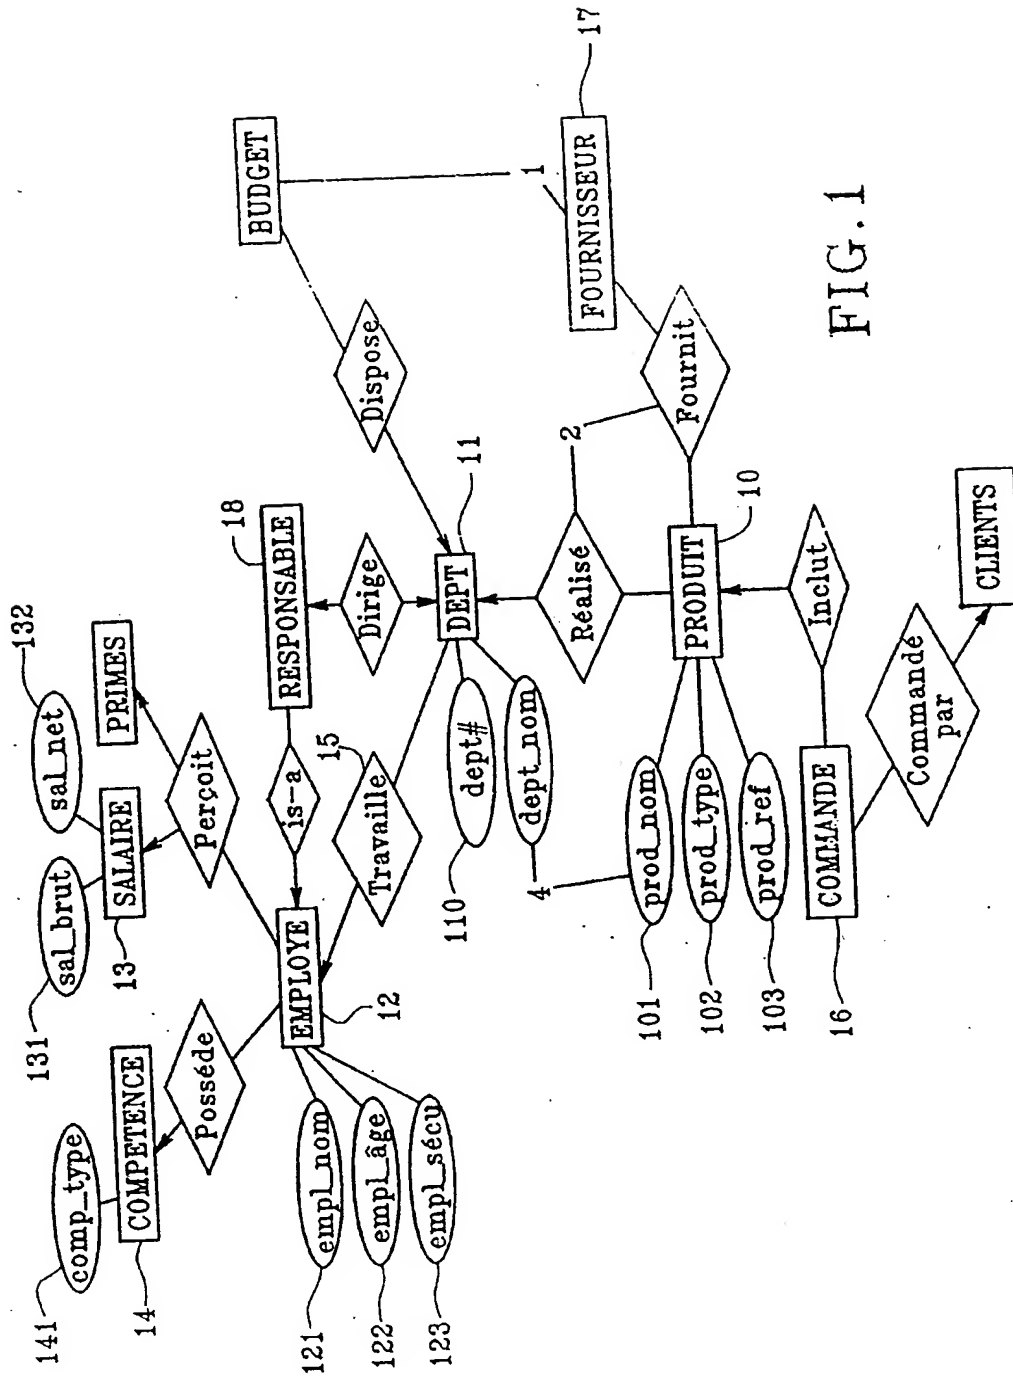 141
comp_type
14
COMPETENCE
Posséde
131
sal_brut
132
sal_net
13
SALAIRE
PRIMES
Perçoit
121
empl_nom
122
empl_âge
123
empl_sécu
EMPLOYE
12
is-a
RESPONSABLE
18
BUDGET
Travaille
15
Dirige
Dispose
110
dept#
dept_nom
DEPT
11
4
1
2
Réalisé
FOURNISSEUR
17
101
prod_nom
102
prod_type
103
prod_ref
PRODUIT
10
Fournit
16
COMMANDE
Inclut
Commandé
par
CLIENTS
FIG.1